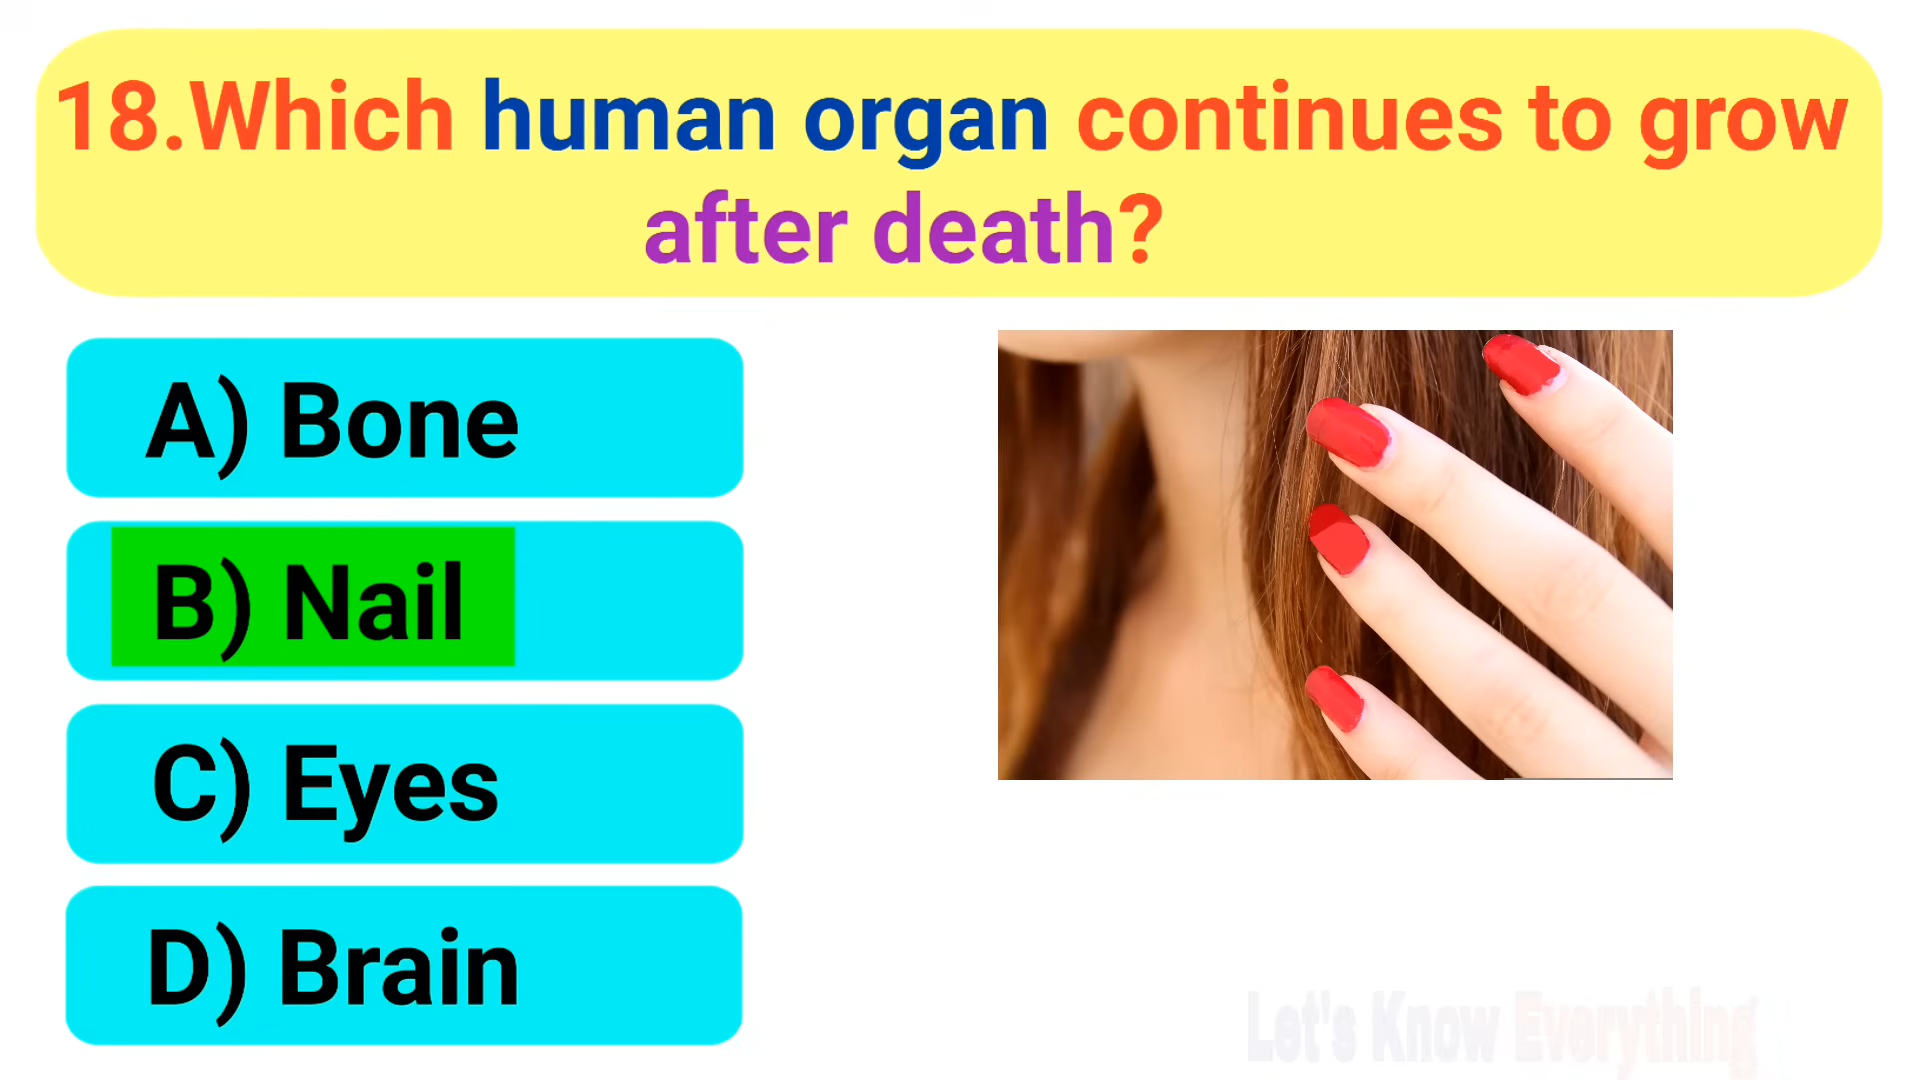 18.Which human organ continues to grow
after death?
A) Bone
B) Nail
C) Eyes
D) Brain
Let's Know Everything